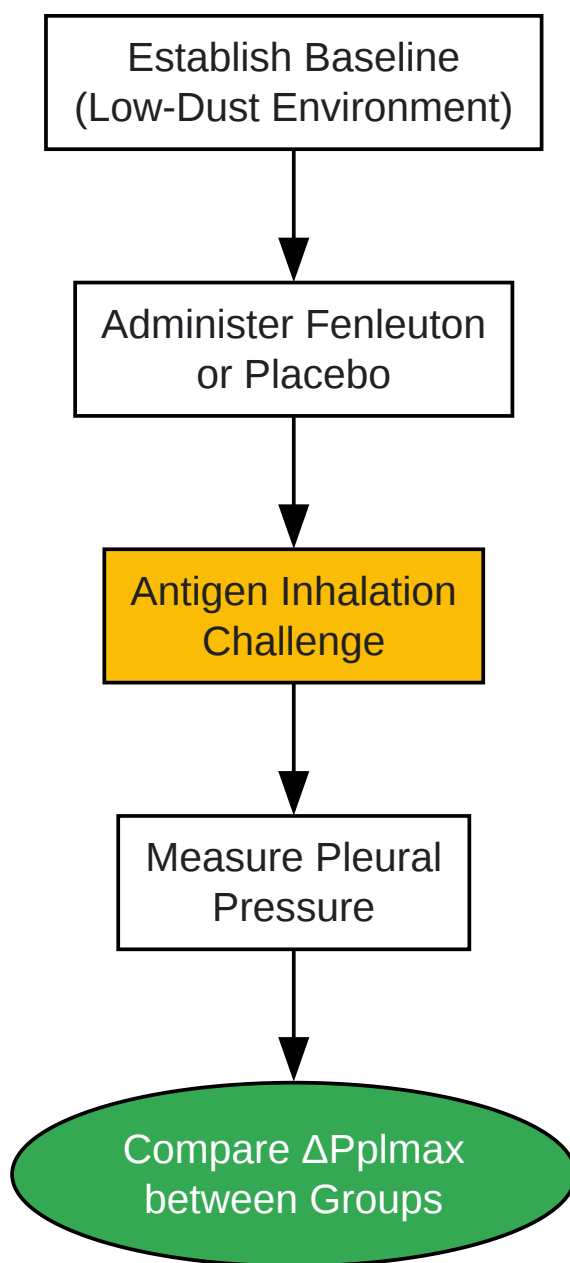 Establish Baseline
(Low-Dust Environment)
Administer Fenleuton
or Placebo
Antigen Inhalation
Challenge
Measure Pleural
Pressure
Compare ΔPplmax
between Groups